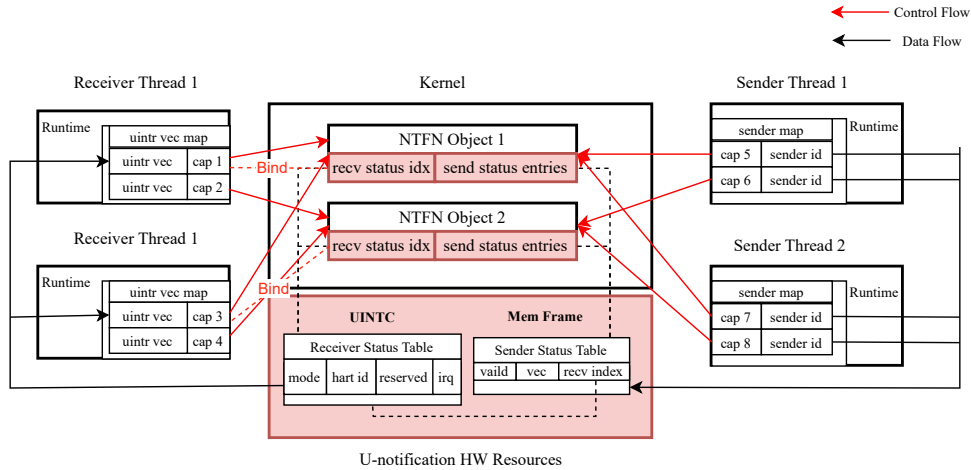 Control Flow
Data Flow
Receiver Thread 1
Kernel
Sender Thread 1
Runtime
uintr vec map
uintr vec cap 1
uintr vec cap 2
Bind
NTFN Object 1
recv status idx send status entries
sender map
cap 5 sender id
cap 6 sender id
Runtime
NTFN Object 2
recv status idx send status entries
Receiver Thread 1
Sender Thread 2
Runtime
uintr vec map
uintr vec cap 3
uintr vec cap 4
Bind
sender map
cap 7 sender id
cap 8 sender id
Runtime
UINTC
Mem Frame
Receiver Status Table
mode hart id reserved irq
Sender Status Table
vaild vec recv index
U-notification HW Resources